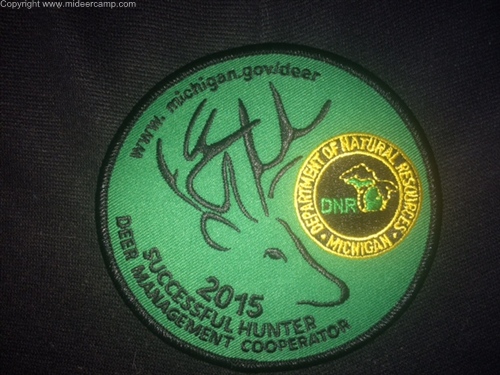 Copyright www.mideercamp.com
www. michigan.gov/deer
DEPARTMENT OF NATURAL RESOURCES
DNR
• MICHIGAN •
2015
SUCCESSFUL HUNTER
DEER MANAGEMENT COOPERATOR